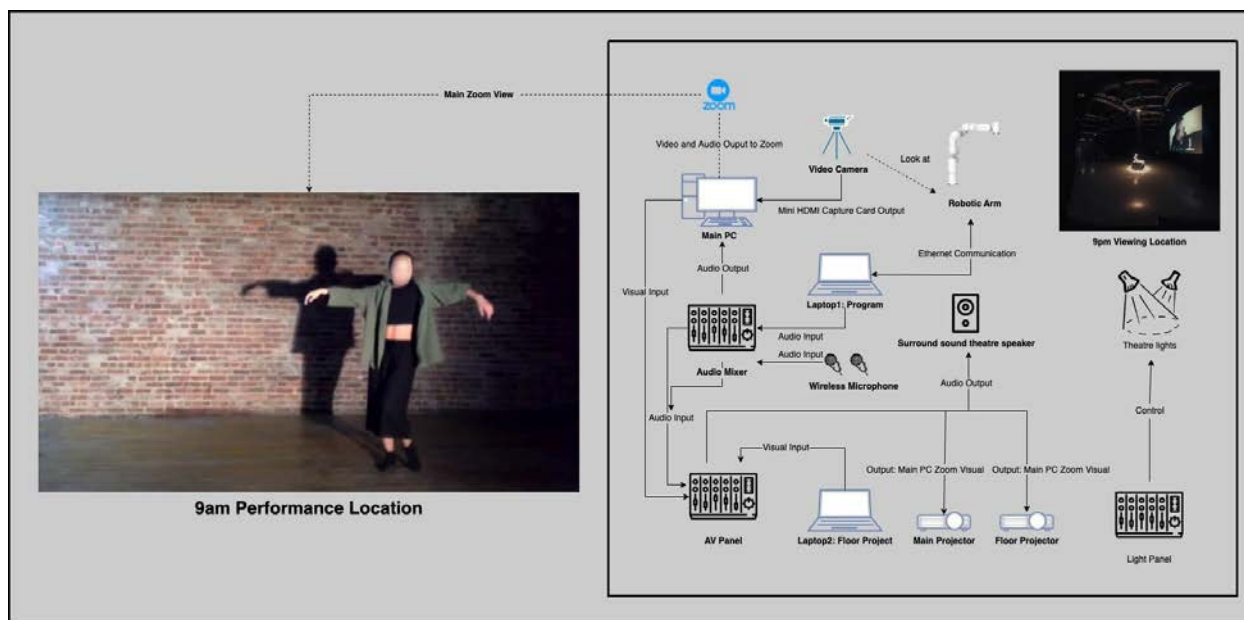 Main Zoom View
zoom
Video and Audio Ouput to Zoom
Video Camera
Look at
Robotic Arm
9pm Viewing Location
Mini HDMI Capture Card Output
Main PC
Audio Output
Ethernet Communication
Visual Input
Laptop1: Program
Audio Input
Surround sound theatre speaker
Theatre lights
Audio Input
Audio Mixer
Wireless Microphone
Audio Output
Audio Input
Control
Visual Input
Output: Main PC Zoom Visual
Output: Main PC Zoom Visual
9am Performance Location
AV Panel
Laptop2: Floor Project
Main Projector
Floor Projector
Light Panel